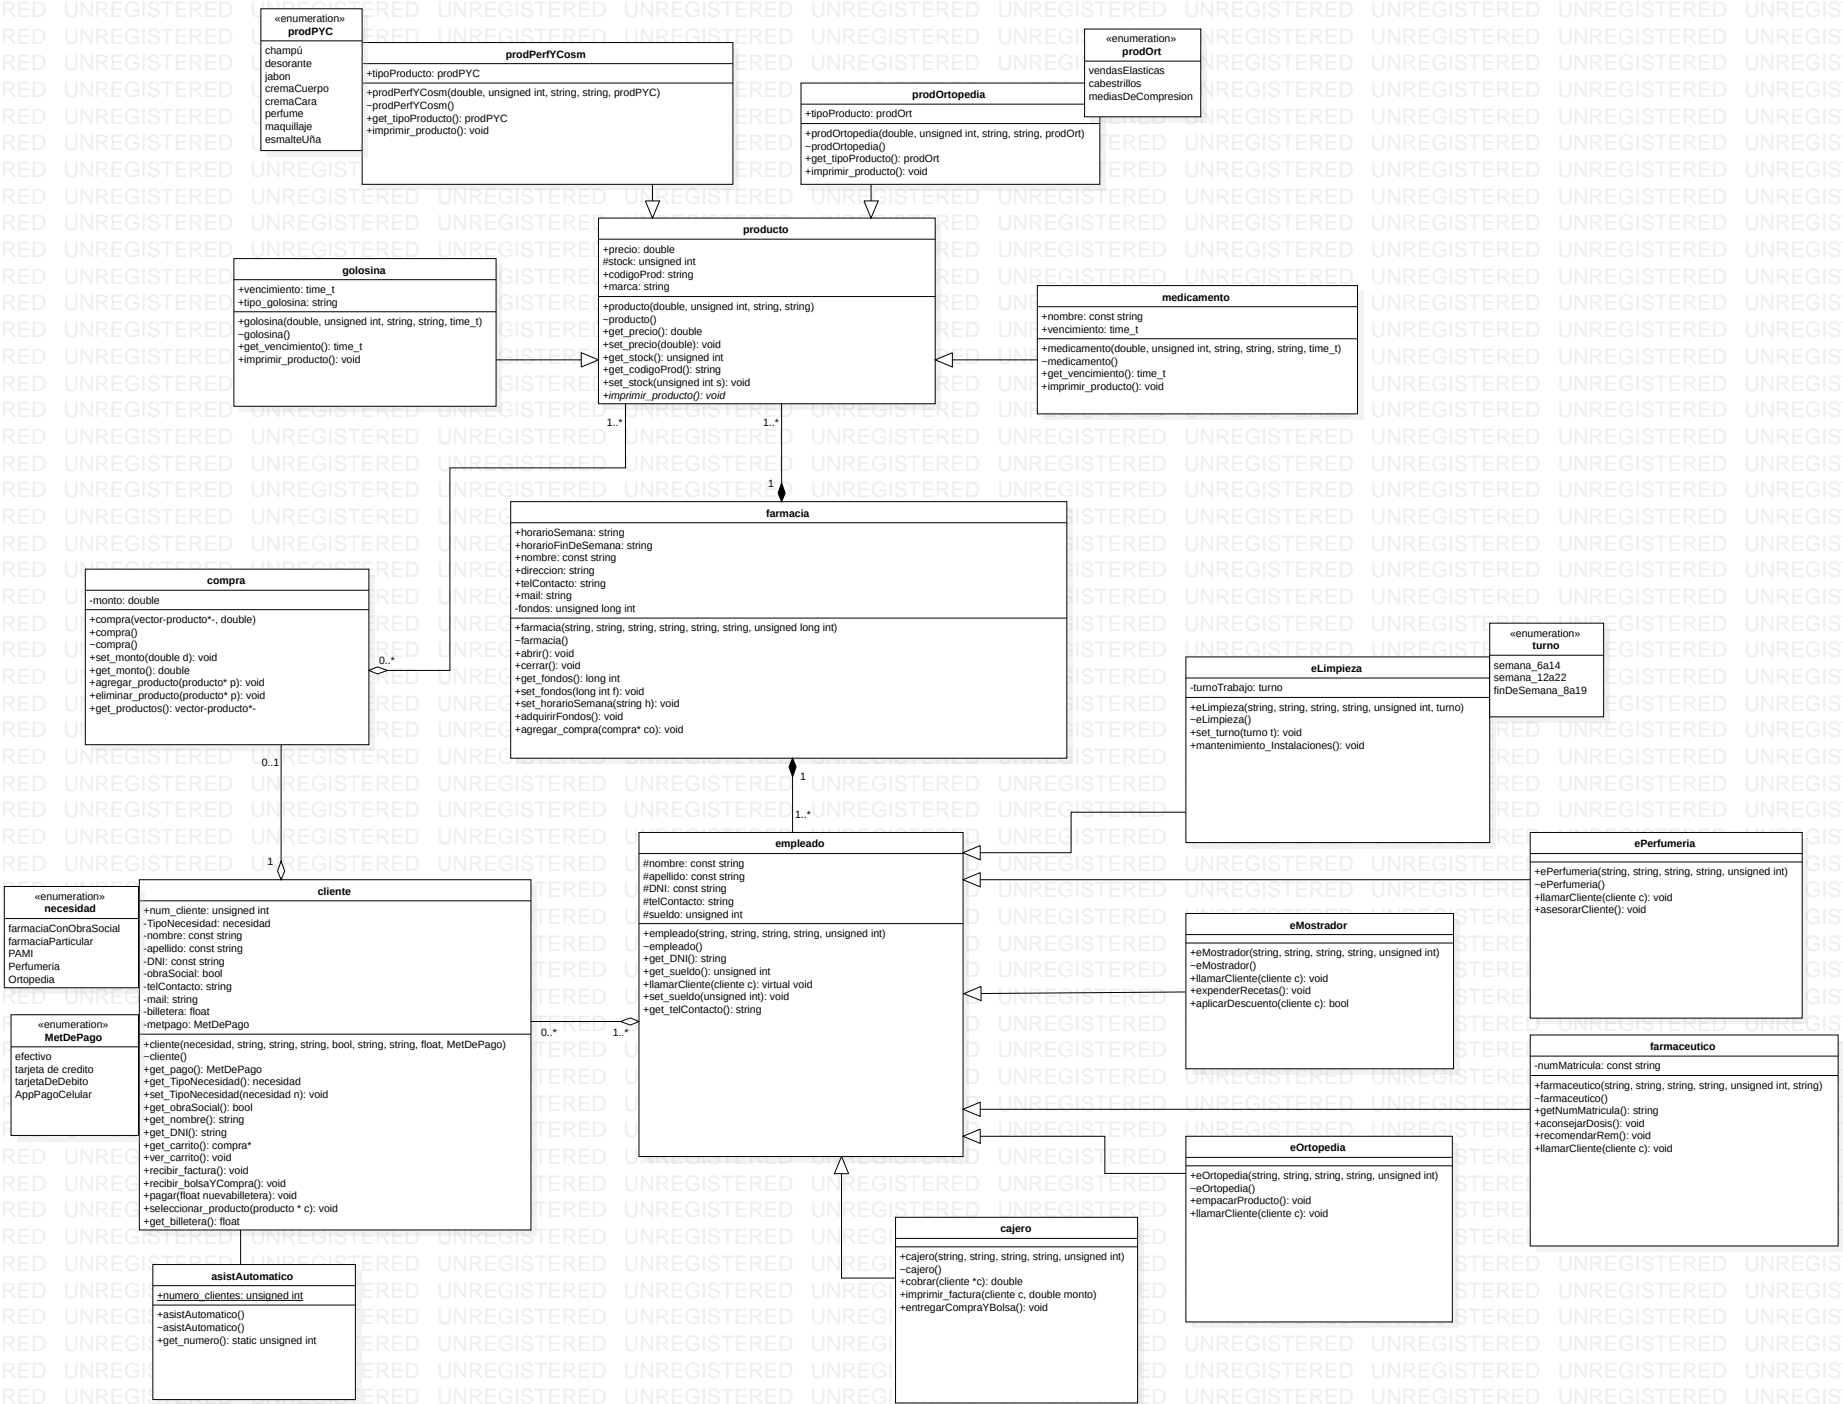 «enumeration»
prodPYC
champú
desorante
jabon
cremaCuerpo
cremaCara
perfume
maquillaje
esmalteUña
prodPerfYCosm
+tipoProducto: prodPYC
+prodPerfYCosm(double, unsigned int, string, string, prodPYC)
~prodPerfYCosm()
+get_tipoProducto(): prodPYC
+imprimir_producto(): void
«enumeration»
prodOrt
vendasElasticas
cabestrillos
mediasDeCompresion
prodOrtopedia
+tipoProducto: prodOrt
+prodOrtopedia(double, unsigned int, string, string, prodOrt)
~prodOrtopedia()
+get_tipoProducto(): prodOrt
+imprimir_producto(): void
producto
+precio: double
#stock: unsigned int
+codigoProd: string
+marca: string
+producto(double, unsigned int, string, string)
~producto()
+get_precio(): double
+set_precio(double): void
+get_stock(): unsigned int
+get_codigoProd(): string
+set_stock(unsigned int s): void
+imprimir_producto(): void
golosina
+vencimiento: time_t
+tipo_golosina: string
+golosina(double, unsigned int, string, string, time_t)
~golosina()
+get_vencimiento(): time_t
+imprimir_producto(): void
medicamento
+nombre: const string
+vencimiento: time_t
+medicamento(double, unsigned int, string, string, string, time_t)
~medicamento()
+get_vencimiento(): time_t
+imprimir_producto(): void
1..*
1..*
1
farmacia
+horarioSemana: string
+horarioFinDeSemana: string
+nombre: const string
+direccion: string
+telContacto: string
+mail: string
-fondos: unsigned long int
+farmacia(string, string, string, string, string, string, unsigned long int)
~farmacia()
+abrir(): void
+cerrar(): void
+get_fondos(): long int
+set_fondos(long int f): void
+set_horarioSemana(string h): void
+adquirirFondos(): void
+agregar_compra(compra* co): void
compra
-monto: double
+compra(vector-producto*-, double)
+compra()
~compra()
+set_monto(double d): void
+get_monto(): double
+agregar_producto(producto* p): void
+eliminar_producto(producto* p): void
+get_productos(): vector-producto*-
0..*
0..1
1
1
1..*
eLimpieza
-turnoTrabajo: turno
+eLimpieza(string, string, string, string, unsigned int, turno)
~eLimpieza()
+set_turno(turno t): void
+mantenimiento_Instalaciones(): void
«enumeration»
turno
semana_6a14
semana_12a22
finDeSemana_8a19
empleado
#nombre: const string
#apellido: const string
#DNI: const string
#telContacto: string
#sueldo: unsigned int
+empleado(string, string, string, string, unsigned int)
~empleado()
+get_DNI(): string
+get_sueldo(): unsigned int
+llamarCliente(cliente c): virtual void
+set_sueldo(unsigned int): void
+get_telContacto(): string
ePerfumeria
+ePerfumeria(string, string, string, string, unsigned int)
~ePerfumeria()
+llamarCliente(cliente c): void
+asesorarCliente(): void
«enumeration»
necesidad
farmaciaConObraSocial
farmaciaParticular
PAMI
Perfumeria
Ortopedia
«enumeration»
MetDePago
efectivo
tarjeta de credito
tarjetaDeDebito
AppPagoCelular
cliente
+num_cliente: unsigned int
-TipoNecesidad: necesidad
-nombre: const string
-apellido: const string
-DNI: const string
-obraSocial: bool
-telContacto: string
-mail: string
-billetera: float
-metpago: MetDePago
+cliente(necesidad, string, string, string, bool, string, string, float, MetDePago)
~cliente()
+get_pago(): MetDePago
+get_TipoNecesidad(): necesidad
+set_TipoNecesidad(necesidad n): void
+get_obraSocial(): bool
+get_nombre(): string
+get_DNI(): string
+get_carrito(): compra*
+ver_carrito(): void
+recibir_factura(): void
+recibir_bolsaYCompra(): void
+pagar(float nuevabilletera): void
+seleccionar_producto(producto * c): void
+get_billetera(): float
0..*
1..*
eMostrador
+eMostrador(string, string, string, string, unsigned int)
~eMostrador()
+llamarCliente(cliente c): void
+expenderRecetas(): void
+aplicarDescuento(cliente c): bool
farmaceutico
-numMatricula: const string
+farmaceutico(string, string, string, string, unsigned int, string)
~farmaceutico()
+getNumMatricula(): string
+aconsejarDosis(): void
+recomendarRem(): void
+llamarCliente(cliente c): void
eOrtopedia
+eOrtopedia(string, string, string, string, unsigned int)
~eOrtopedia()
+empacarProducto(): void
+llamarCliente(cliente c): void
cajero
+cajero(string, string, string, string, unsigned int)
~cajero()
+cobrar(cliente *c): double
+imprimir_factura(cliente c, double monto)
+entregarCompraYBolsa(): void
asistAutomatico
+numero_clientes: unsigned int
+asistAutomatico()
~asistAutomatico()
+get_numero(): static unsigned int
UNREGISTERED